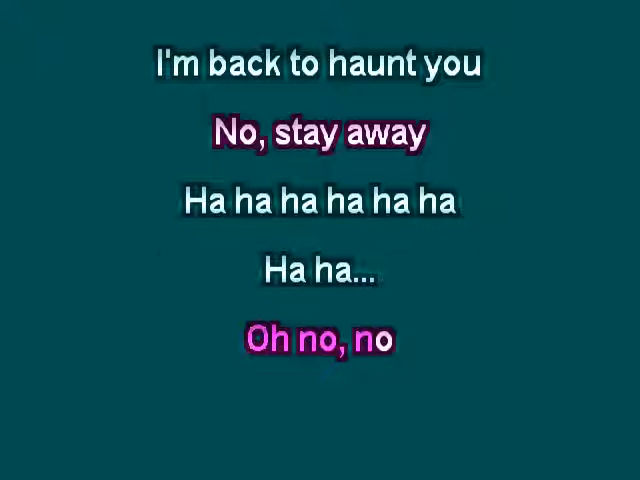 I'm back to haunt you
No, stay away
Ha ha ha ha ha ha
Ha ha...
Oh no, no